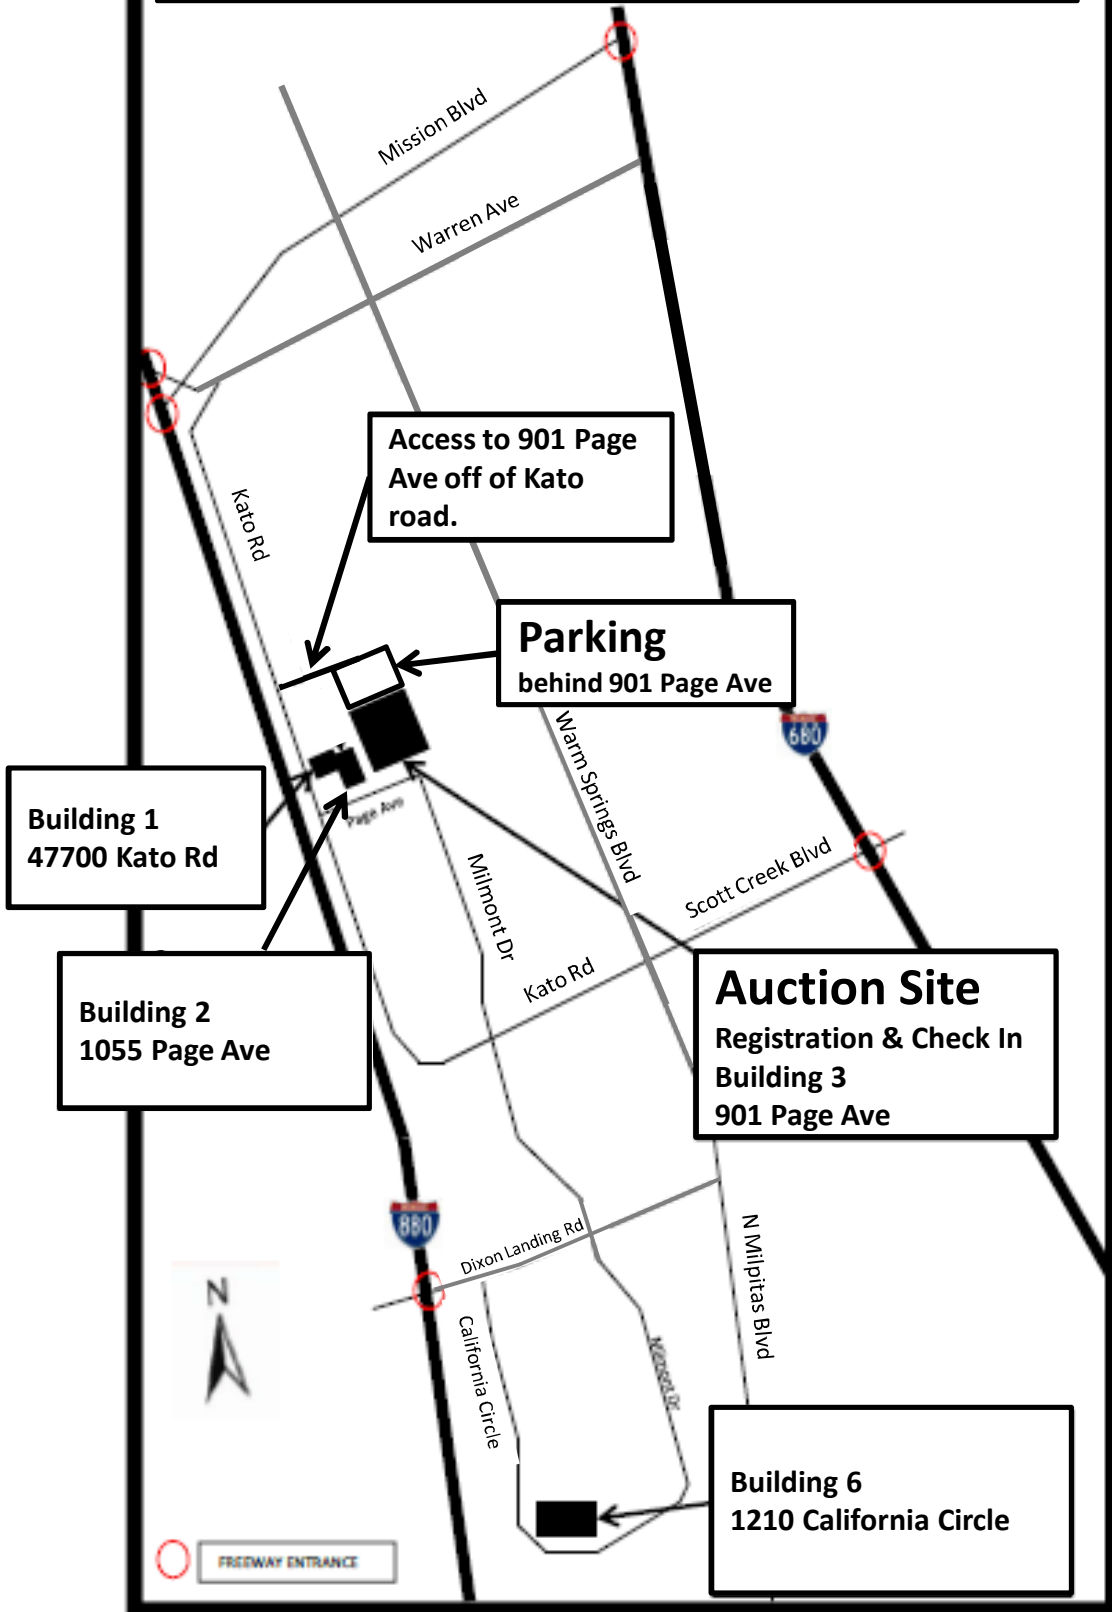 Mission Blvd
Warren Ave
Access to 901 Page
Ave off of Kato
road.
Kato Rd
Parking
behind 901 Page Ave
680
Warm Springs Blvd
Building 1
47700 Kato Rd
Page Ave
Milmont Dr
Scott Creek Blvd
Kato Rd
Building 2
1055 Page Ave
Auction Site
Registration & Check In
Building 3
901 Page Ave
880
Dixon Landing Rd
N Milpitas Blvd
N
California Circle
Milmont Dr
Building 6
1210 California Circle
FREEWAY ENTRANCE